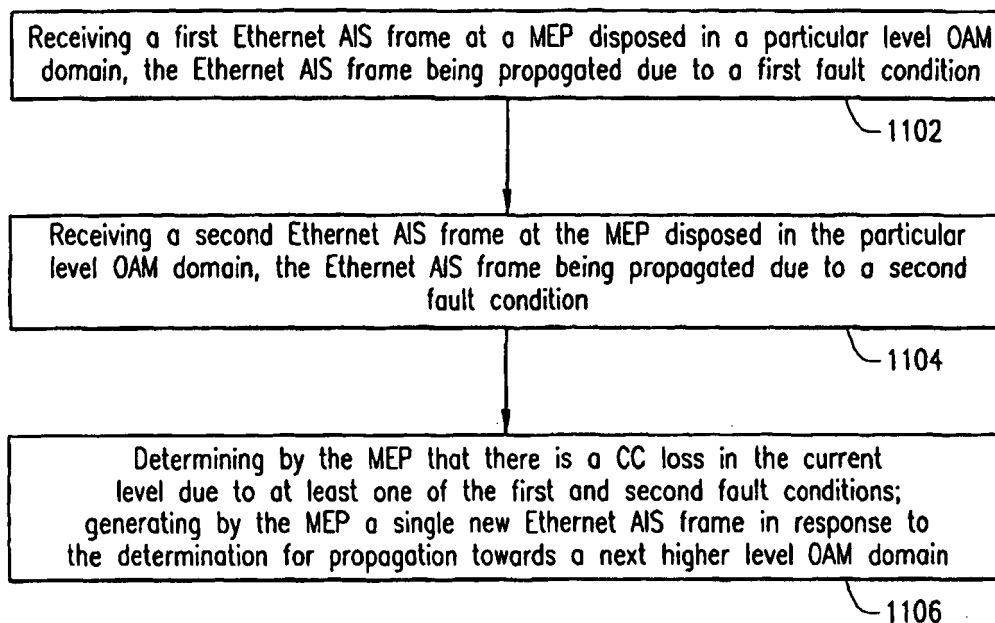 Receiving a first Ethernet AIS frame at a MEP disposed in a particular level OAM
domain, the Ethernet AIS frame being propagated due to a first fault condition
1102
Receiving a second Ethernet AIS frame at the MEP disposed in the particular
level OAM domain, the Ethernet AIS frame being propagated due to a second
fault condition
1104
Determining by the MEP that there is a CC loss in the current
level due to at least one of the first and second fault conditions;
generating by the MEP a single new Ethernet AIS frame in response to
the determination for propagation towards a next higher level OAM domain
1106